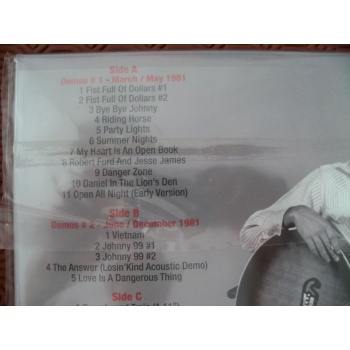 Side A
Demos # 1 - March / May 1981
1 Fist Full Of Dollars #1
2 Fist Full Of Dollars #2
3 Bye Bye Johnny
4 Riding Horse
5 Party Lights
6 Summer Nights
7 My Heart Is An Open Book
8 Robert Ford And Jesse James
9 Danger Zone
10 Daniel In The Lion's Den
11 Open All Night (Early Version)
Side B
Demos # 2 - June / December 1981
1 Vietnam
2 Johnny 99 #1
3 Johnny 99 #2
4 The Answer (Losin'Kind Acoustic Demo)
5 Love Is A Dangerous Thing
Side C